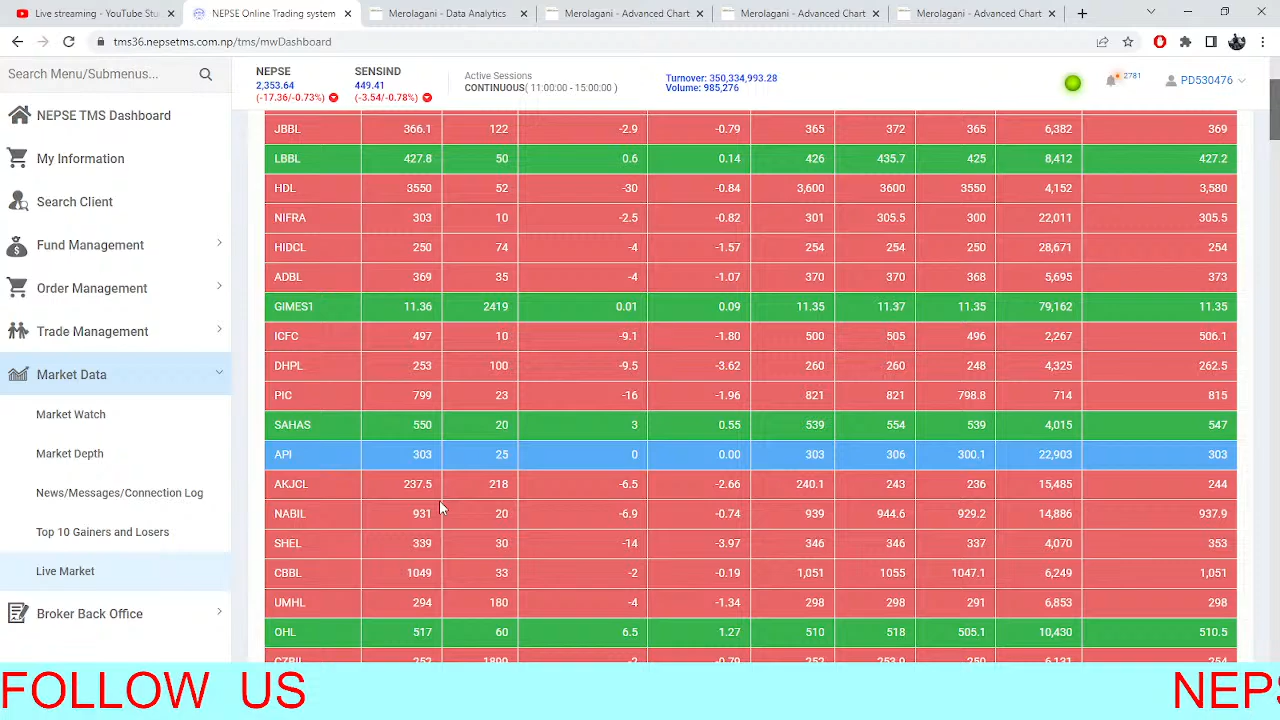 Live streaming - YouTube Stu
NEPSE Online Trading system
Merolagani - Data Analytics
Merolagani - Advanced Chart
Merolagani - Advanced Chart
Merolagani - Advanced Chart
tms36.nepsetms.com.np/tms/mwDashboard
Search Menu/Submenus...
NEPSE
2,353.64
(-17.36/-0.73%)
SENSIND
449.41
(-3.54/-0.78%)
Active Sessions
CONTINUOUS( 11:00:00 - 15:00:00 )
Turnover: 350,334,993.28
Volume: 985,276
2781
PD530476
NEPSE TMS Dashboard
My Information
Search Client
Fund Management
Order Management
Trade Management
Market Data
Market Watch
Market Depth
News/Messages/Connection Log
Top 10 Gainers and Losers
Live Market
Broker Back Office
JBBL 366.1 122 -2.9 -0.79 365 372 365 6,382 369
LBBL 427.8 50 0.6 0.14 426 435.7 425 8,412 427.2
HDL 3550 52 -30 -0.84 3,600 3600 3550 4,152 3,580
NIFRA 303 10 -2.5 -0.82 301 305.5 300 22,011 305.5
HIDCL 250 74 -4 -1.57 254 254 250 28,671 254
ADBL 369 35 -4 -1.07 370 370 368 5,695 373
GIMES1 11.36 2419 0.01 0.09 11.35 11.37 11.35 79,162 11.35
ICFC 497 10 -9.1 -1.80 500 505 496 2,267 506.1
DHPL 253 100 -9.5 -3.62 260 260 248 4,325 262.5
PIC 799 23 -16 -1.96 821 821 798.8 714 815
SAHAS 550 20 3 0.55 539 554 539 4,015 547
API 303 25 0 0.00 303 306 300.1 22,903 303
AKJCL 237.5 218 -6.5 -2.66 240.1 243 236 15,485 244
NABIL 931 20 -6.9 -0.74 939 944.6 929.2 14,886 937.9
SHEL 339 30 -14 -3.97 346 346 337 4,070 353
CBBL 1049 33 -2 -0.19 1,051 1055 1047.1 6,249 1,051
UMHL 294 180 -4 -1.34 298 298 291 6,853 298
OHL 517 60 6.5 1.27 510 518 505.1 10,430 510.5
CZBIL 252 1899 -2 -0.79 252 253.9 250 6,131 254
FOLLOW US
NEPS